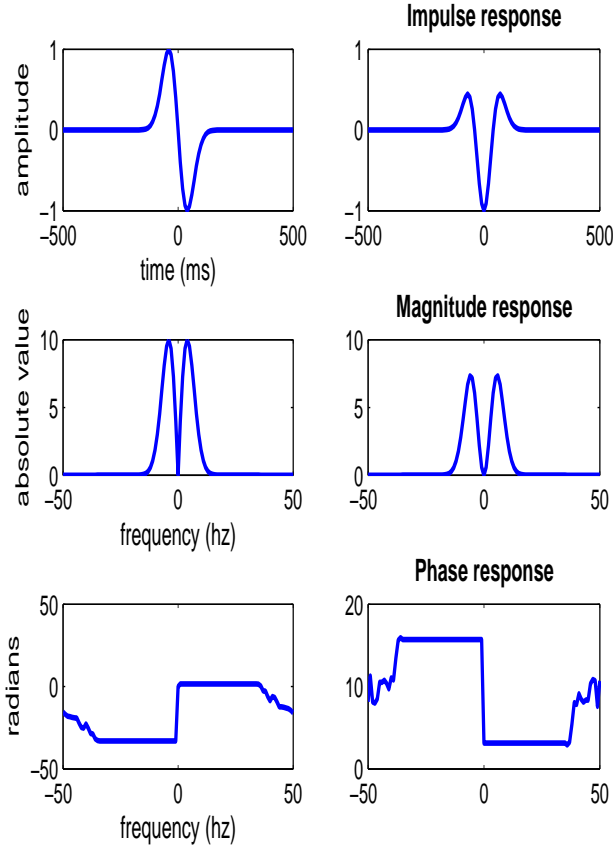 Impulse response
amplitude
1
0
−1
−500 0 500
time (ms)
1
0
−1
−500 0 500
Magnitude response
absolute value
10
5
0
−50 0 50
frequency (hz)
10
5
0
−50 0 50
Phase response
radians
50
0
−50
−50 0 50
frequency (hz)
20
10
0
−50 0 50